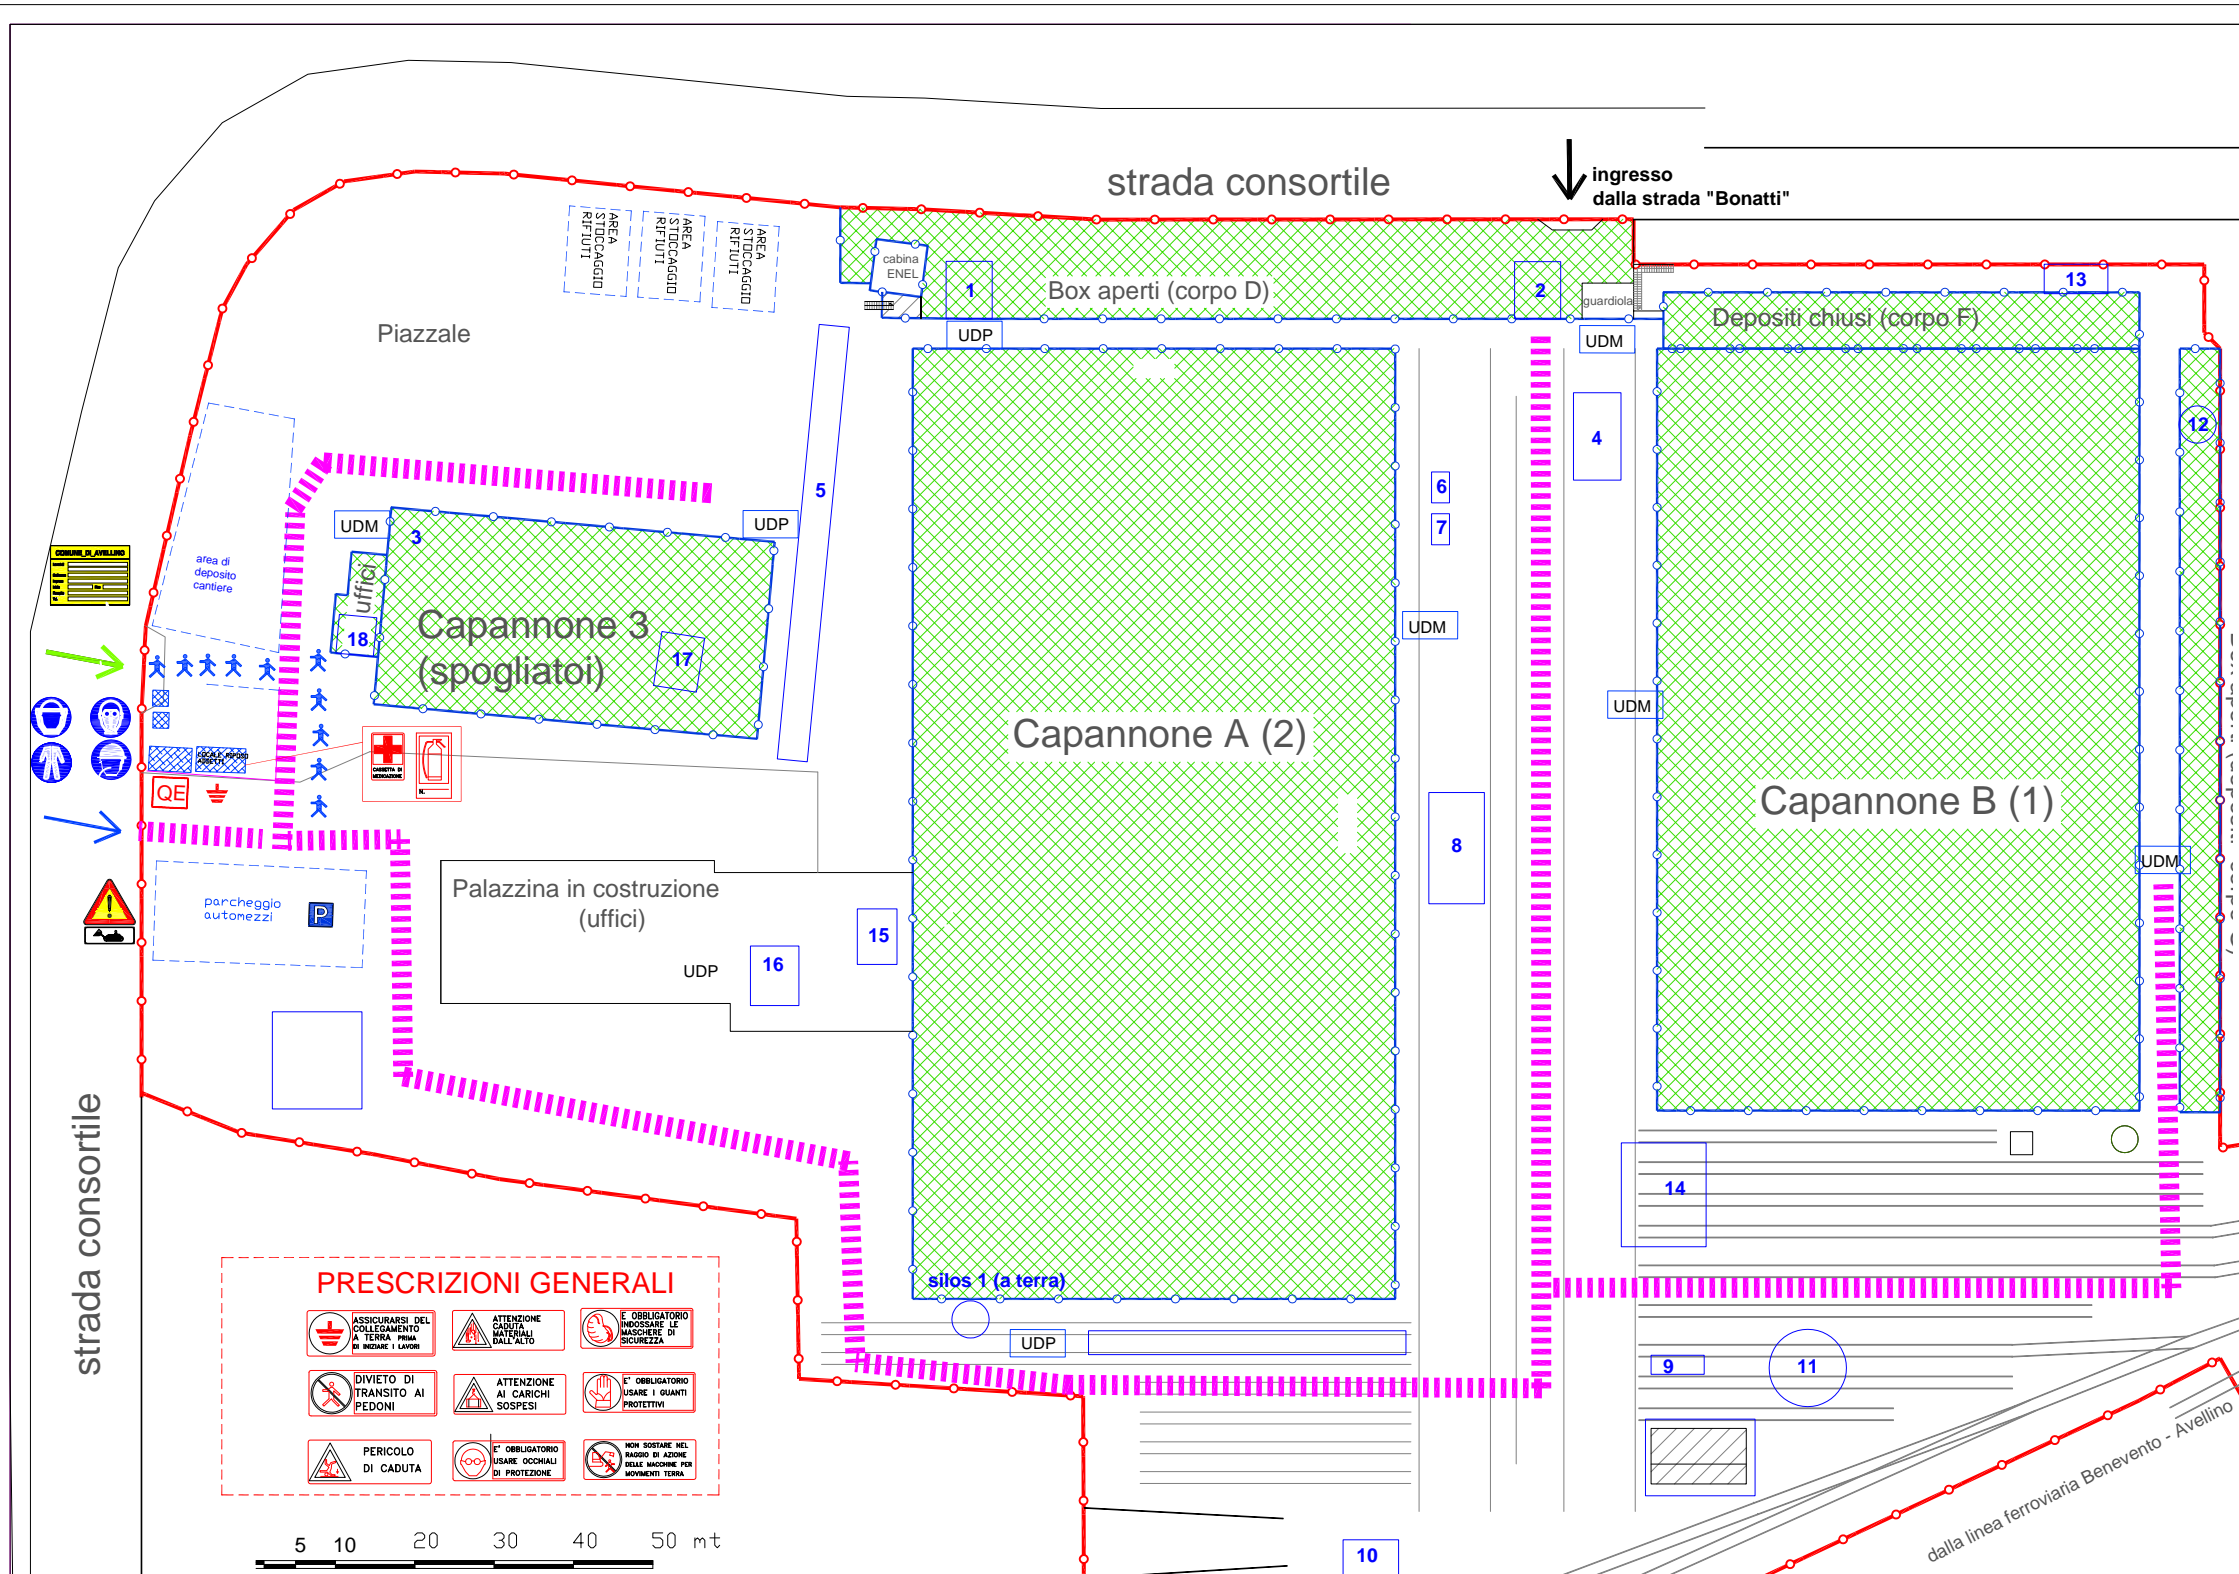 strada consortile
ingresso
dalla strada "Bonatti"
AREA
STOCCAGGIO
RIFIUTI
AREA
STOCCAGGIO
RIFIUTI
AREA
STOCCAGGIO
RIFIUTI
cabina
ENEL
1
Box aperti (corpo D)
2
guardiola
13
Depositi chiusi (corpo F)
Piazzale
UDP
UDM
4
12
5
6
7
UDM
3
UDP
COMUNE DI AVELLINO
area di
deposito
cantiere
uffici
18
Capannone 3
(spogliatoi)
17
UDM
UDM
Capannone A (2)
Capannone B (1)
8
UDM
CASSETTA DI
MEDICAZIONE
N.
QE
parcheggio
automezzi
P
Palazzina in costruzione
(uffici)
15
UDP
16
strada consortile
14
silos 1 (a terra)
UDP
9
11
10
dalla linea ferroviaria Benevento - Avellino
PRESCRIZIONI GENERALI
ASSICURARSI DEL
COLLEGAMENTO
A TERRA PRIMA
DI INIZIARE I LAVORI
ATTENZIONE
CADUTA
MATERIALI
DALL'ALTO
E OBBLIGATORIO
INDOSSARE LE
MASCHERE DI
SICUREZZA
DIVIETO DI
TRANSITO AI
PEDONI
ATTENZIONE
AI CARICHI
SOSPESI
E' OBBLIGATORIO
USARE I GUANTI
PROTETTIVI
PERICOLO
DI CADUTA
E' OBBLIGATORIO
USARE OCCHIALI
DI PROTEZIONE
NON SOSTARE NEL
RAGGIO DI AZIONE
DELLE MACCHINE PER
MOVIMENTI TERRA
5 10 20 30 40 50 mt